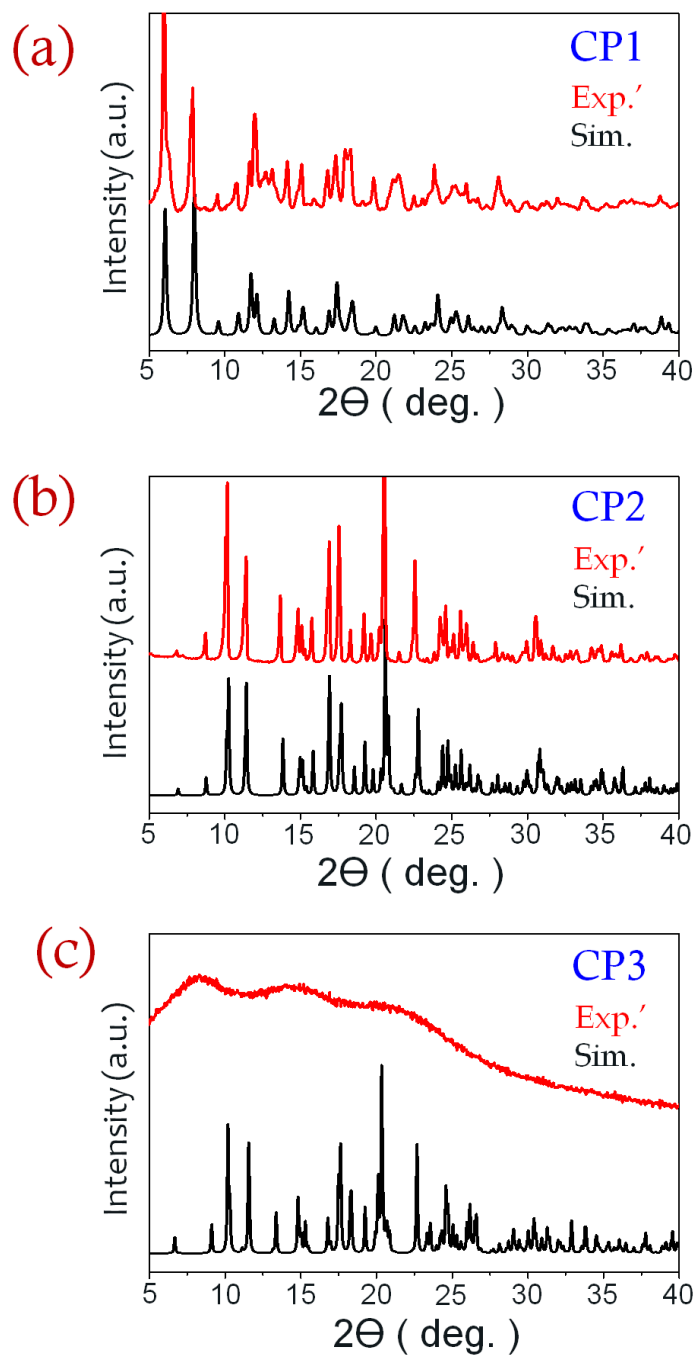 (a)
CP1
Exp.′
Sim.
Intensity (a.u.)
5 10 15 20 25 30 35 40
2Θ ( deg. )
(b)
CP2
Exp.′
Sim.
Intensity (a.u.)
5 10 15 20 25 30 35 40
2Θ ( deg. )
(c)
CP3
Exp.′
Sim.
Intensity (a.u.)
5 10 15 20 25 30 35 40
2Θ ( deg. )